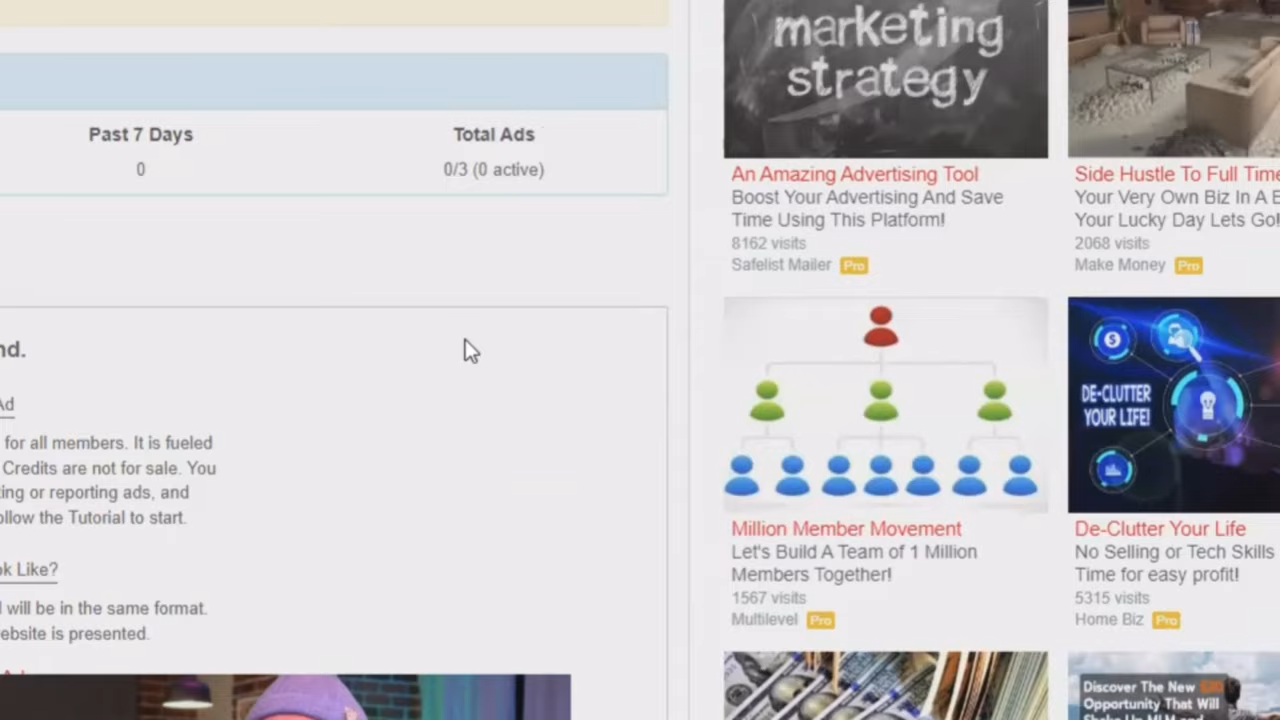 Past 7 Days
Total Ads
0
0/3 (0 active)
nd.
Ad
for all members. It is fueled
Credits are not for sale. You
ing or reporting ads, and
ollow the Tutorial to start.
ok Like?
will be in the same format.
ebsite is presented.
marketing
strategy
An Amazing Advertising Tool
Boost Your Advertising And Save
Time Using This Platform!
8162 visits
Safelist Mailer Pro
Side Hustle To Full Time
Your Very Own Biz In A B
Your Lucky Day Lets Go!
2068 visits
Make Money Pro
Million Member Movement
Let's Build A Team of 1 Million
Members Together!
1567 visits
Multilevel Pro
$
DE-CLUTTER
YOUR LIFE!
De-Clutter Your Life
No Selling or Tech Skills
Time for easy profit!
5315 visits
Home Biz Pro
Discover The New
Opportunity That Will